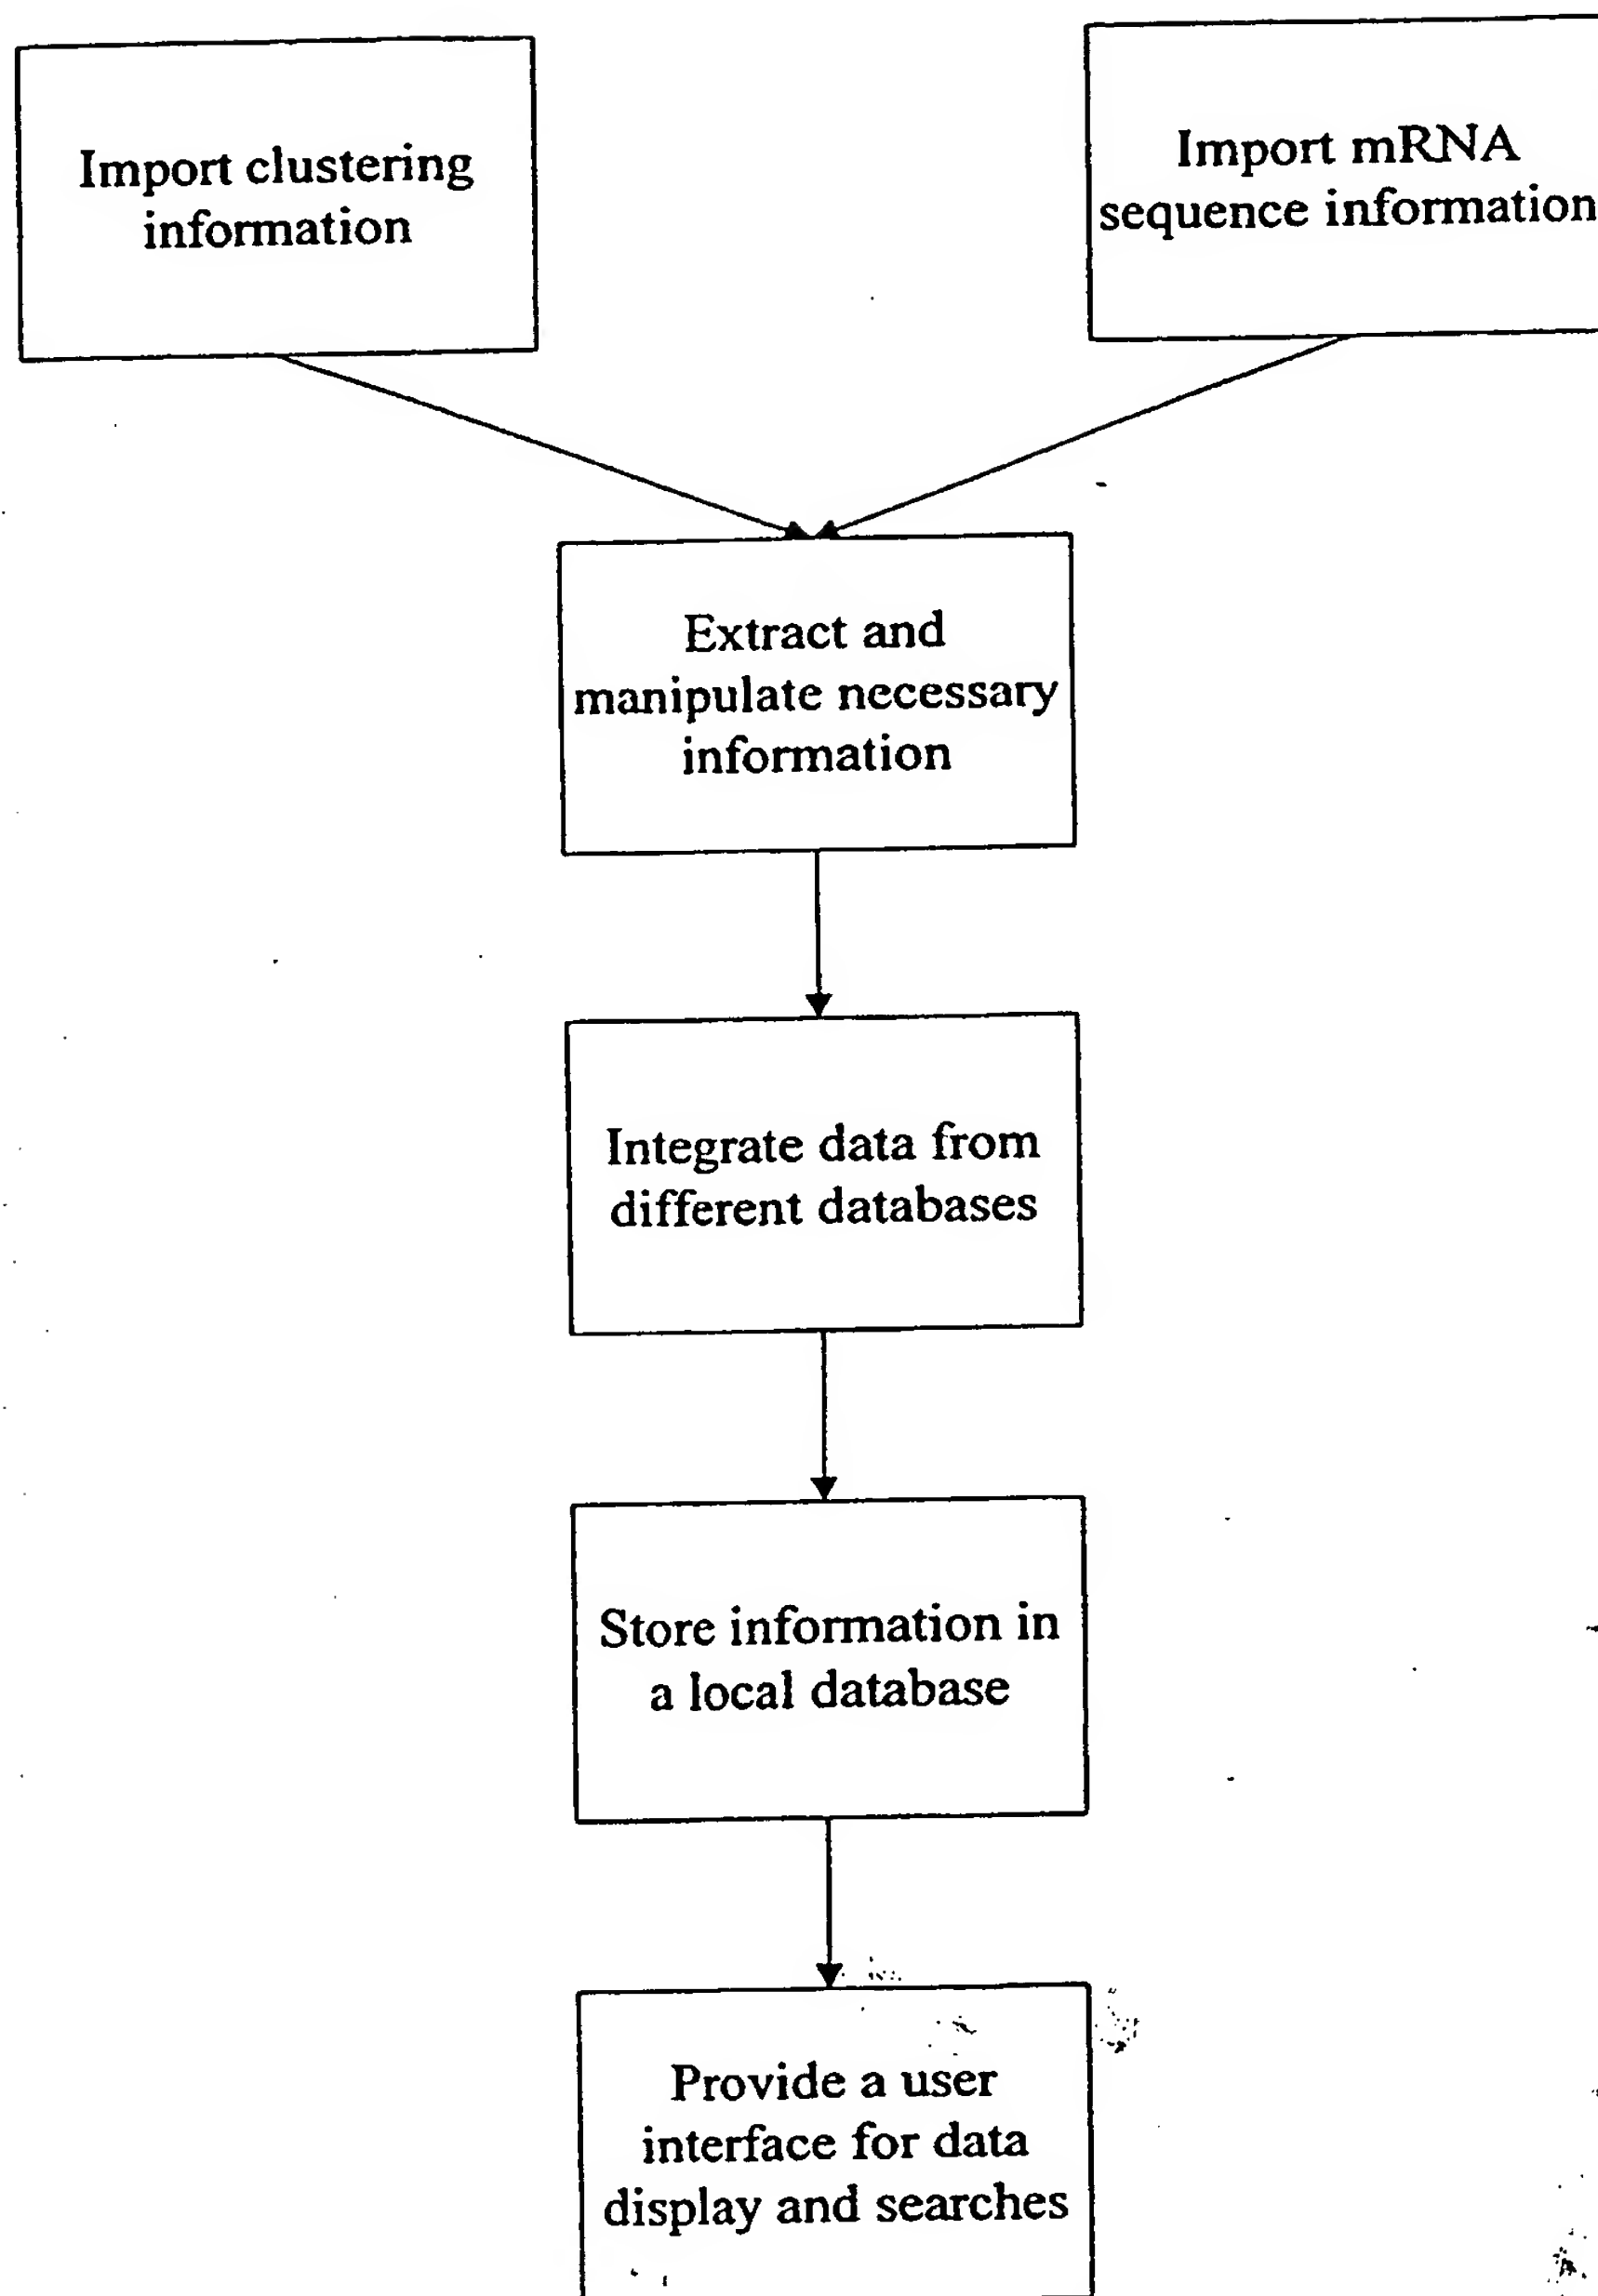 Import clustering
information
Import mRNA
sequence information
Extract and
manipulate necessary
information
Integrate data from
different databases
Store information in
a local database
Provide a user
interface for data
display and searches